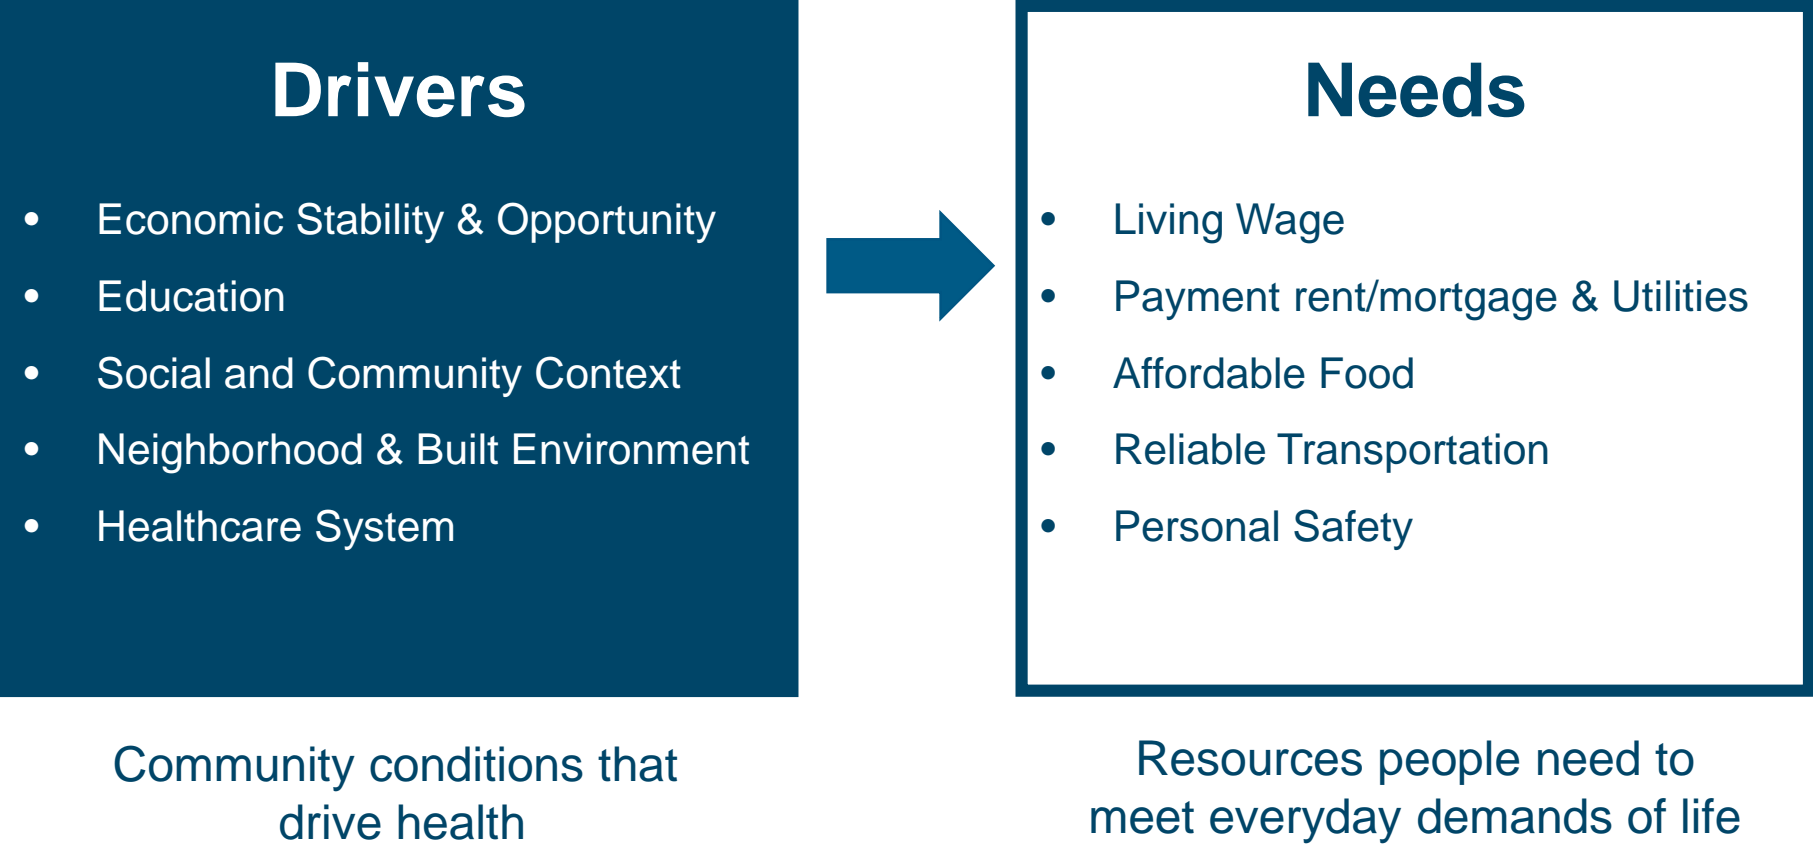 Drivers
• Economic Stability & Opportunity
• Education
• Social and Community Context
• Neighborhood & Built Environment
• Healthcare System
Community conditions that
drive health
Needs
• Living Wage
• Payment rent/mortgage & Utilities
• Affordable Food
• Reliable Transportation
• Personal Safety
Resources people need to
meet everyday demands of life